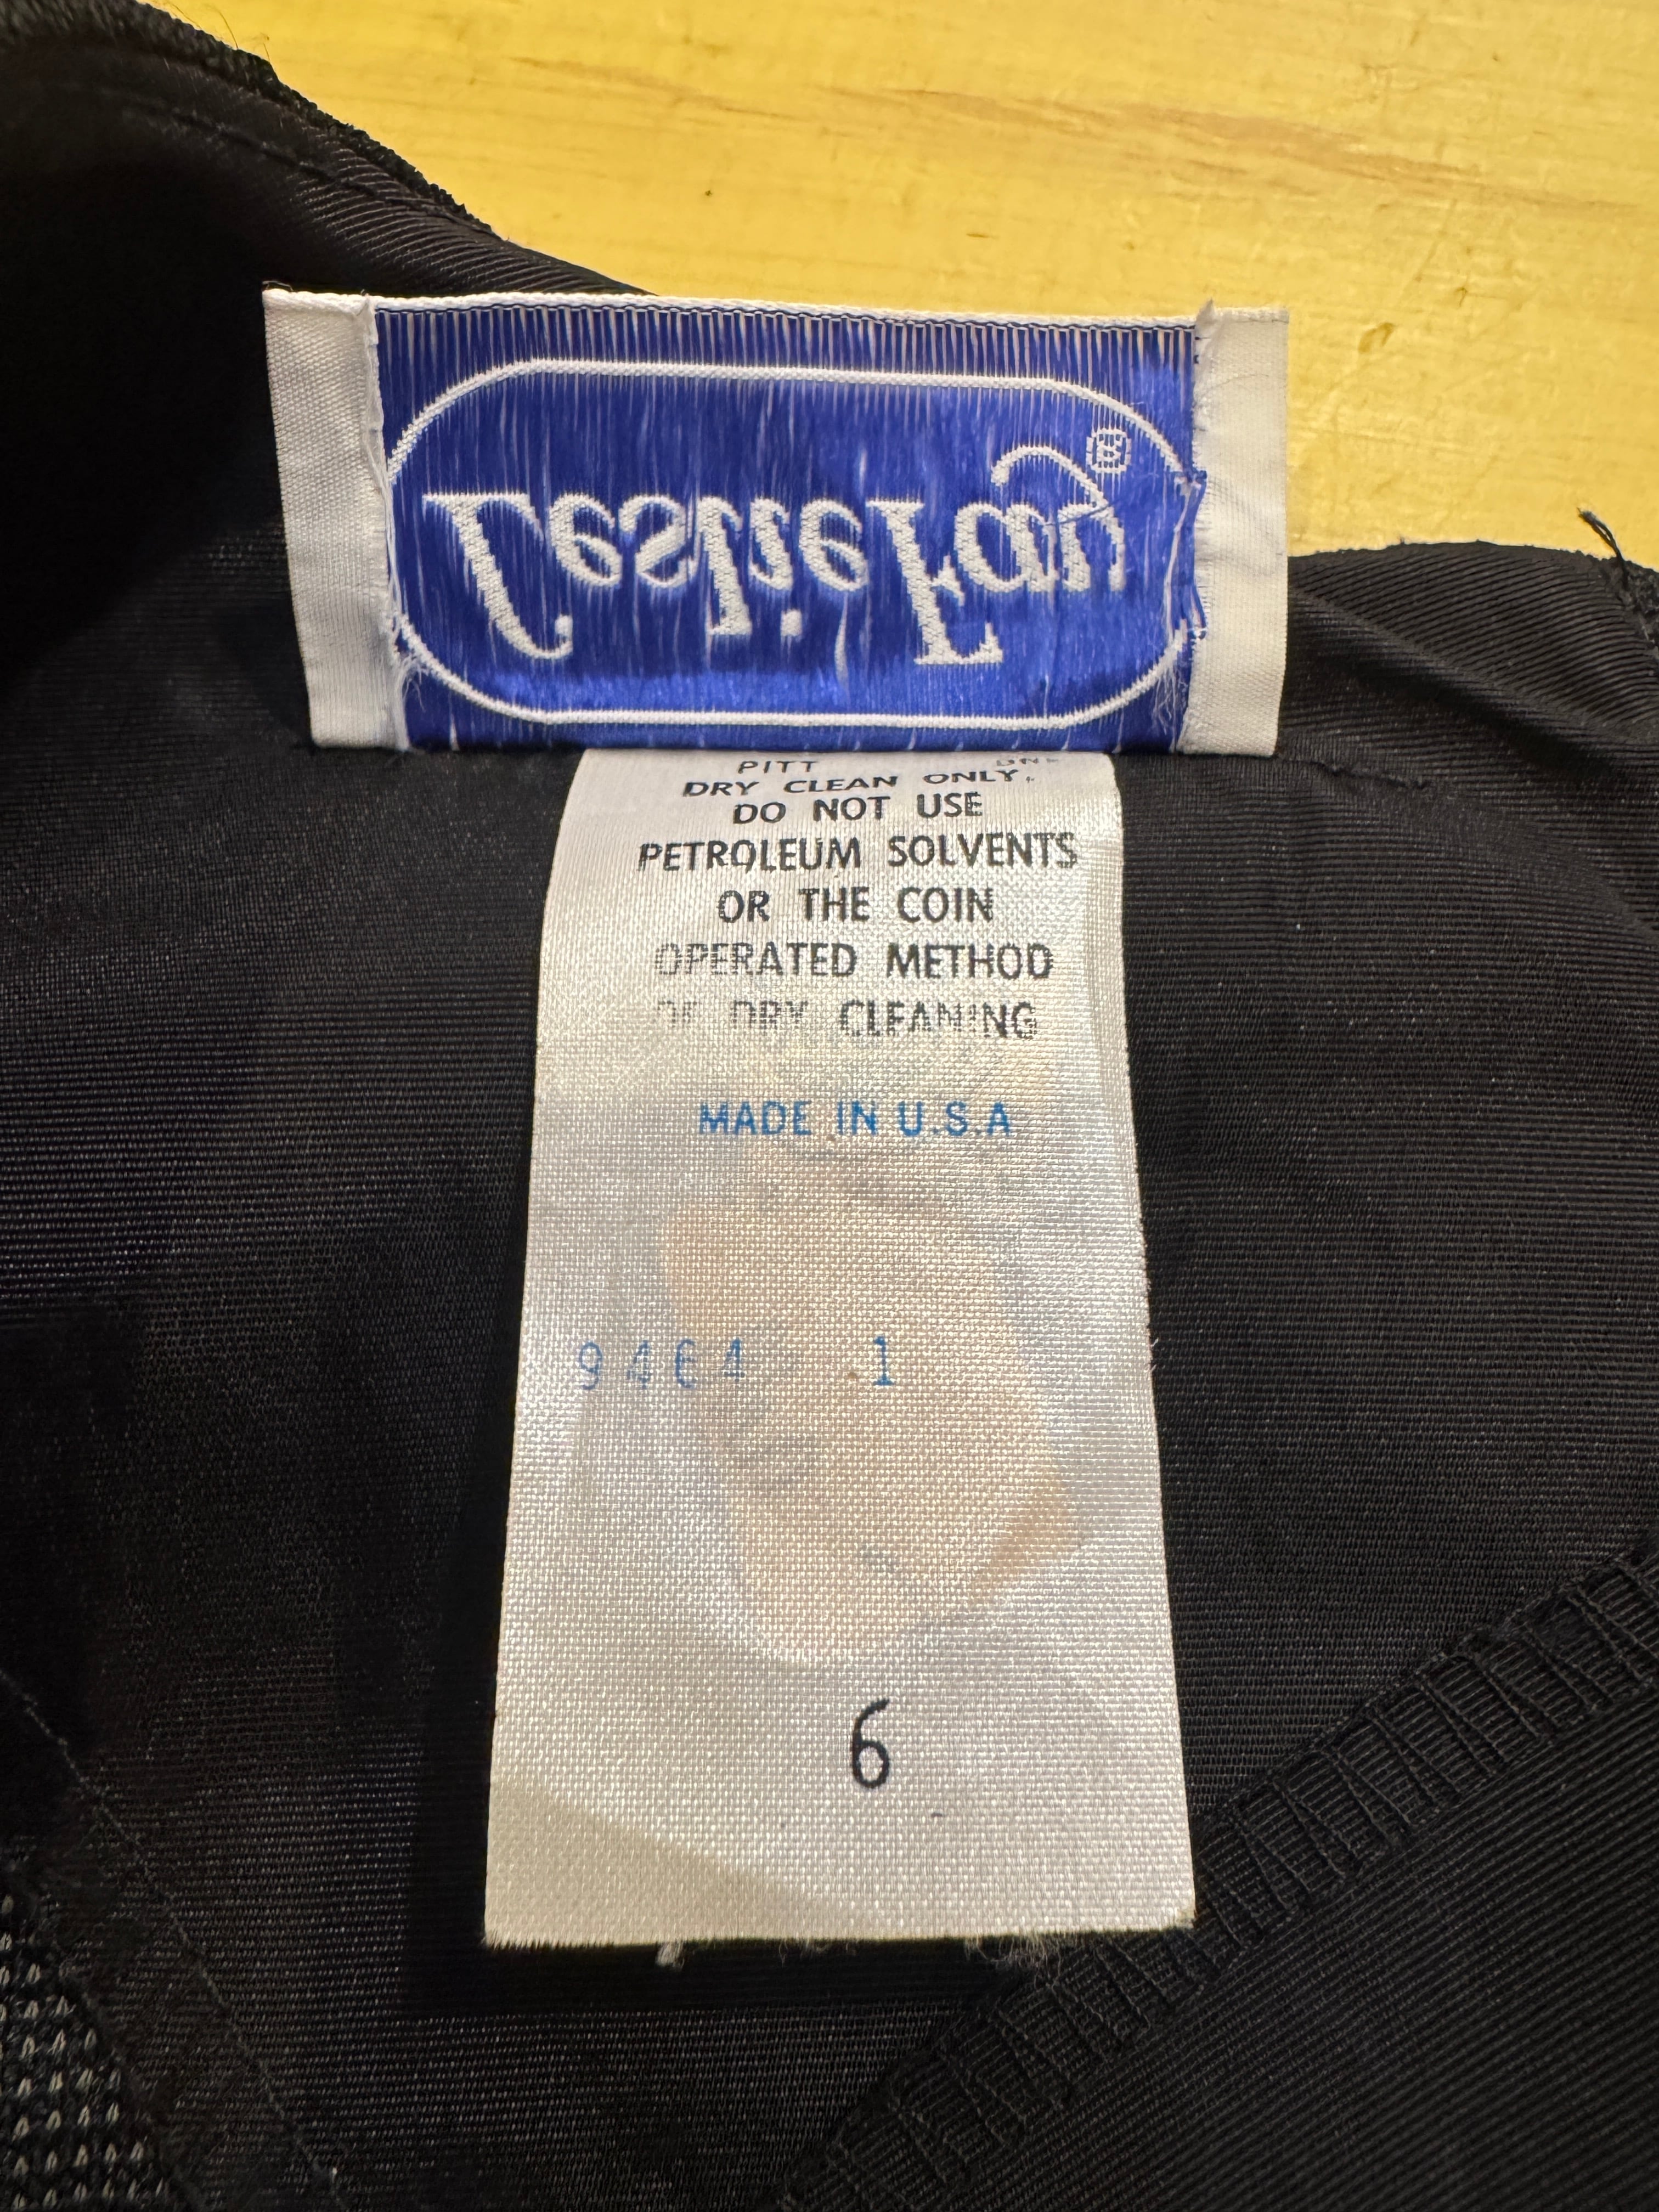 Leslie Fay®
PITT
DRY CLEAN ONLY,
DO NOT USE
PETROLEUM SOLVENTS
OR THE COIN
OPERATED METHOD
OF DRY CLEANING
MADE IN U.S.A
9464 1
6